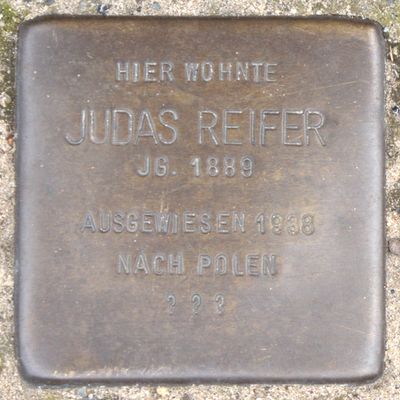 HIER WOHNTE
JUDAS REIFER
JG. 1889
AUSGEWIESEN 1938
NACH POLEN
? ? ?